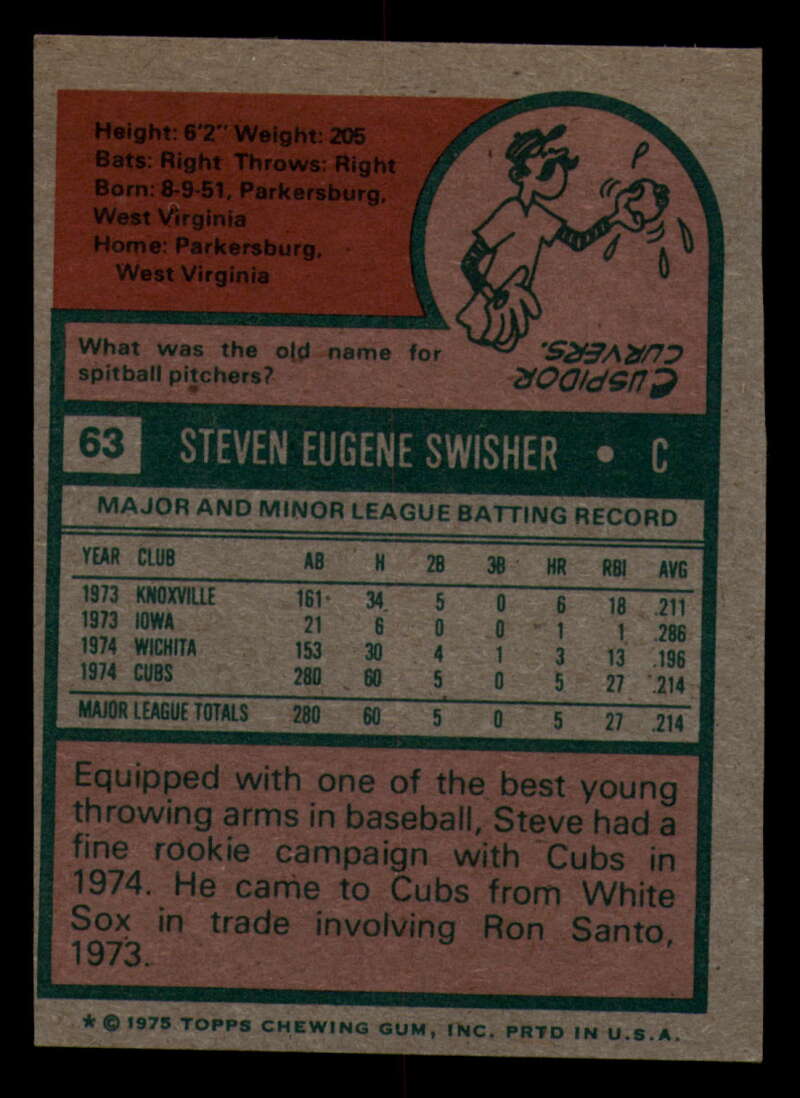 Height: 6'2" Weight: 205
Bats: Right Throws: Right
Born: 8-9-51, Parkersburg,
West Virginia
Home: Parkersburg,
West Virginia
What was the old name for
spitball pitchers?
CUSPIDOR
CURVERS.
63 STEVEN EUGENE SWISHER • C
MAJOR AND MINOR LEAGUE BATTING RECORD
YEAR CLUB AB H 2B 3B HR RBI AVG
1973 KNOXVILLE 161 34 5 0 6 18 .211
1973 IOWA 21 6 0 0 1 1 .286
1974 WICHITA 153 30 4 1 3 13 .196
1974 CUBS 280 60 5 0 5 27 .214
MAJOR LEAGUE TOTALS 280 60 5 0 5 27 .214
Equipped with one of the best young
throwing arms in baseball, Steve had a
fine rookie campaign with Cubs in
1974. He came to Cubs from White
Sox in trade involving Ron Santo,
1973.
* © 1975 TOPPS CHEWING GUM, INC. PRTD IN U.S.A.